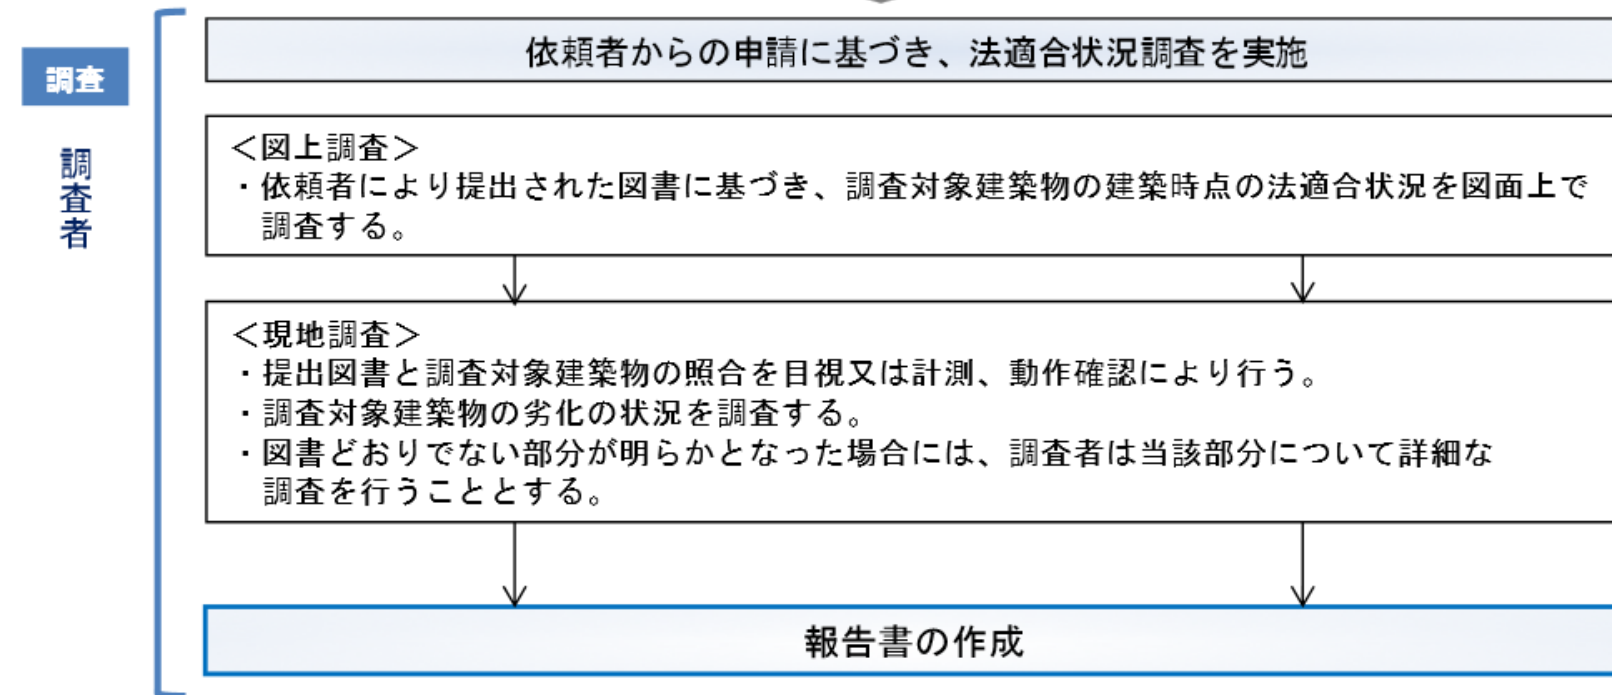 依頼者からの申請に基づき、法適合状況調査を実施
調査
調査者
＜図上調査＞
・依頼者により提出された図書に基づき、調査対象建築物の建築時点の法適合状況を図面上で
調査する。
＜現地調査＞
・提出図書と調査対象建築物の照合を目視又は計測、動作確認により行う。
・調査対象建築物の劣化の状況を調査する。
・図書どおりでない部分が明らかとなった場合には、調査者は当該部分について詳細な
調査を行うこととする。
報告書の作成